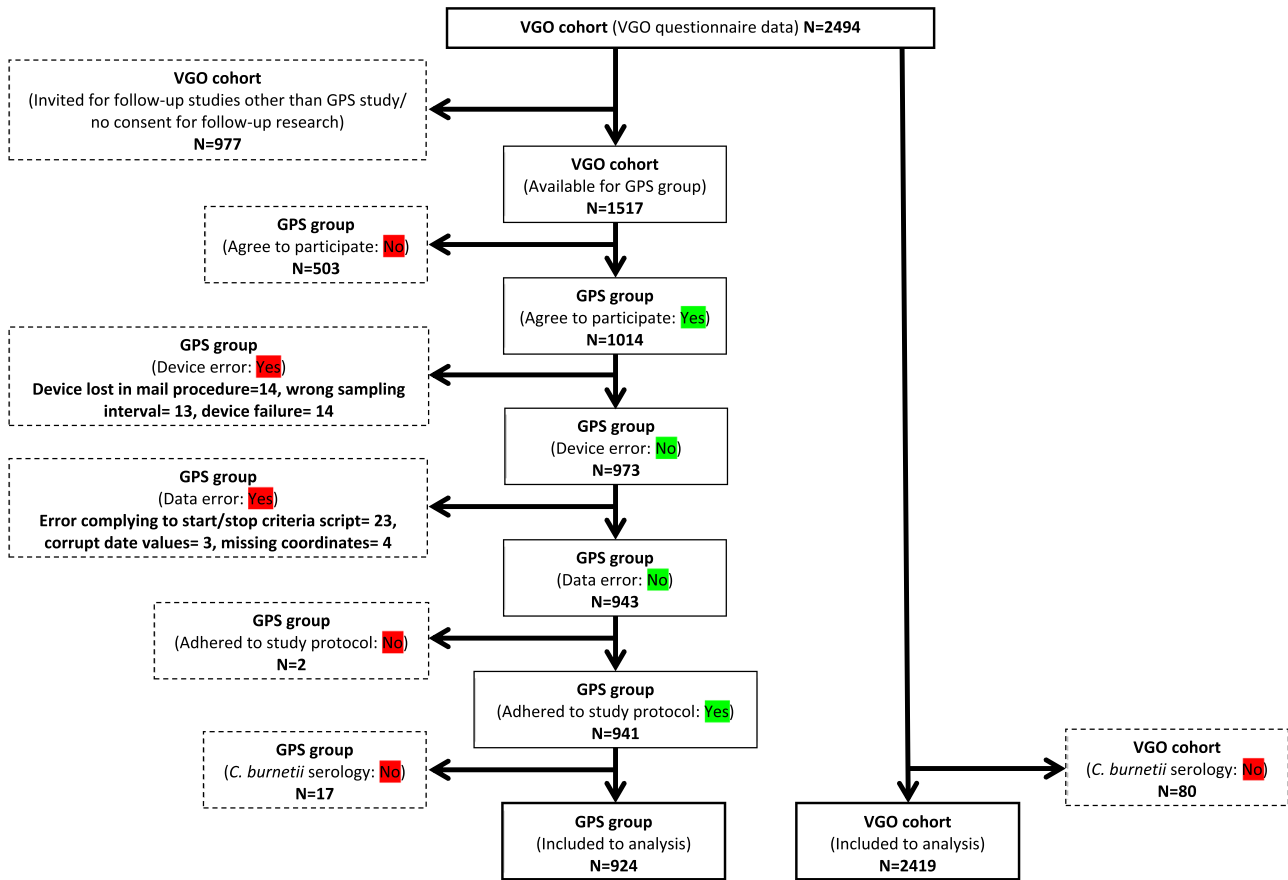 VGO cohort (VGO questionnaire data) N=2494
VGO cohort
(Invited for follow-up studies other than GPS study/
no consent for follow-up research)
N=977
VGO cohort
(Available for GPS group)
N=1517
GPS group
(Agree to participate: No)
N=503
GPS group
(Agree to participate: Yes)
N=1014
GPS group
(Device error: Yes)
Device lost in mail procedure=14, wrong sampling
interval= 13, device failure= 14
GPS group
(Device error: No)
N=973
GPS group
(Data error: Yes)
Error complying to start/stop criteria script= 23,
corrupt date values= 3, missing coordinates= 4
GPS group
(Data error: No)
N=943
GPS group
(Adhered to study protocol: No)
N=2
GPS group
(Adhered to study protocol: Yes)
N=941
GPS group
(C. burnetii serology: No)
N=17
VGO cohort
(C. burnetii serology: No)
N=80
GPS group
(Included to analysis)
N=924
VGO cohort
(Included to analysis)
N=2419